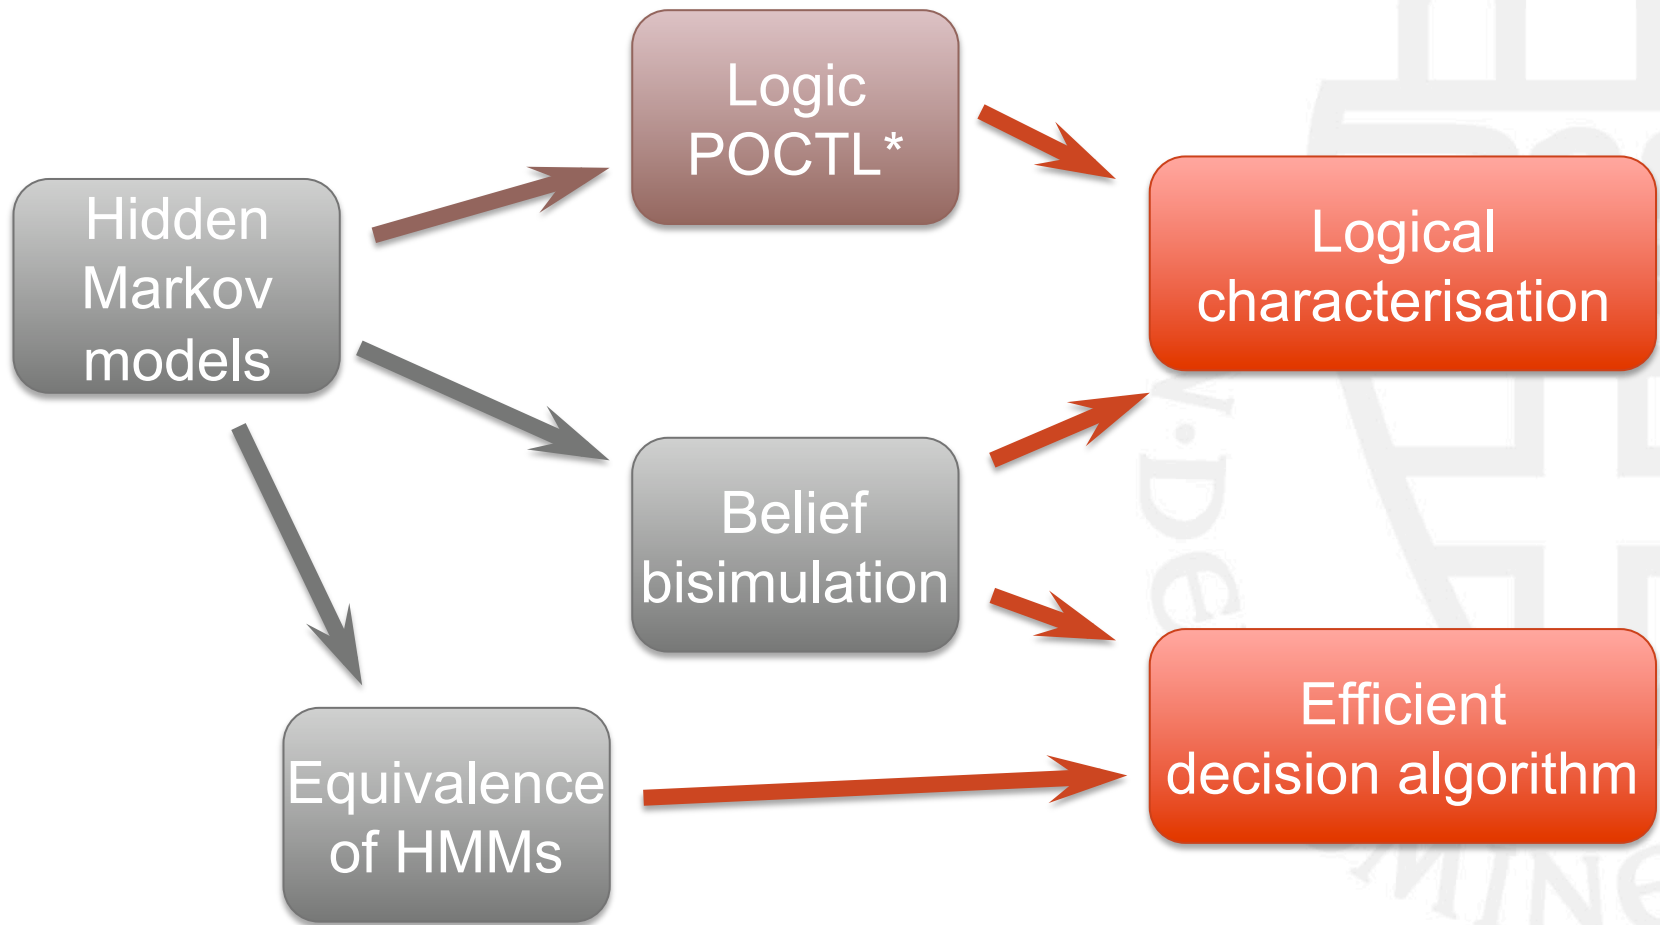 Logic
POCTL*
Hidden
Markov
models
Logical
characterisation
Belief
bisimulation
Efficient
decision algorithm
Equivalence
of HMMs